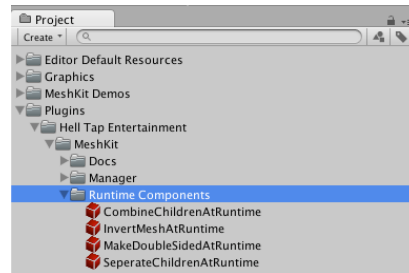 Project
Create
Editor Default Resources
Graphics
MeshKit Demos
Plugins
Hell Tap Entertainment
MeshKit
Docs
Manager
Runtime Components
CombineChildrenAtRuntime
InvertMeshAtRuntime
MakeDoubleSidedAtRuntime
SeperateChildrenAtRuntime